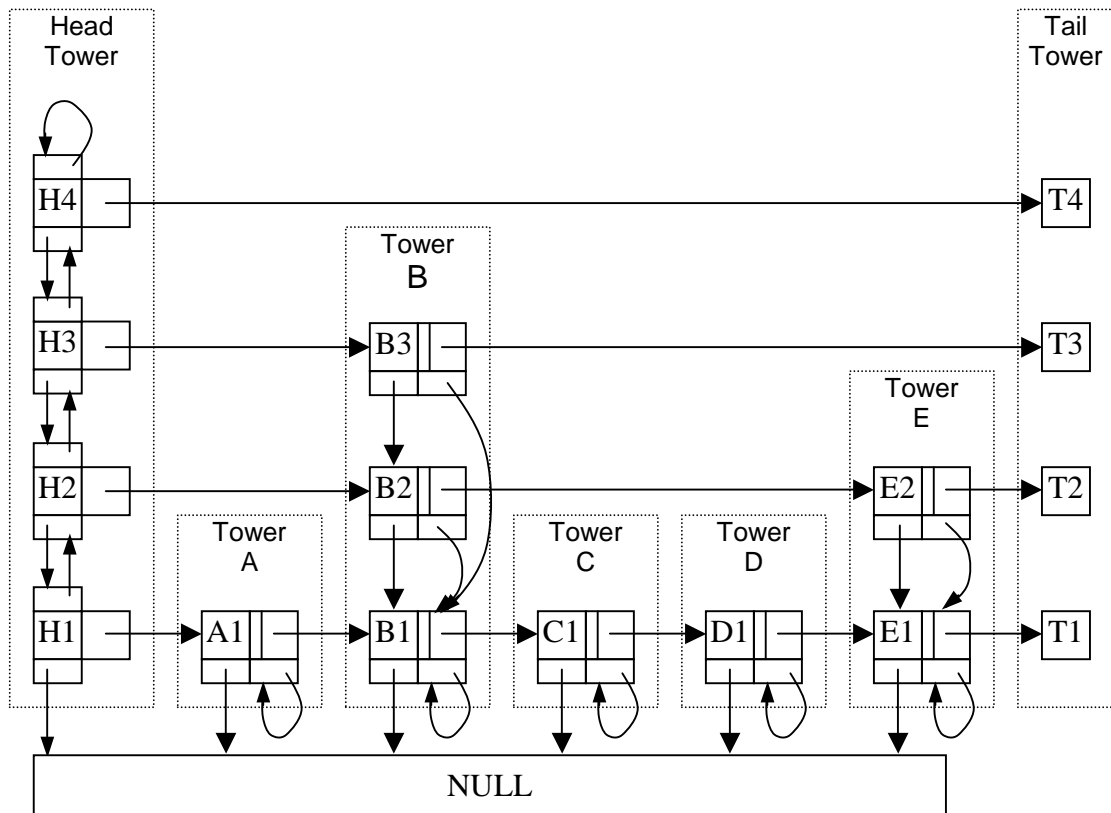 Head
Tower
Tail
Tower
H4
T4
Tower
B
H3
B3
T3
Tower
E
H2
B2
E2
T2
Tower
A
Tower
C
Tower
D
H1
A1
B1
C1
D1
E1
T1
NULL